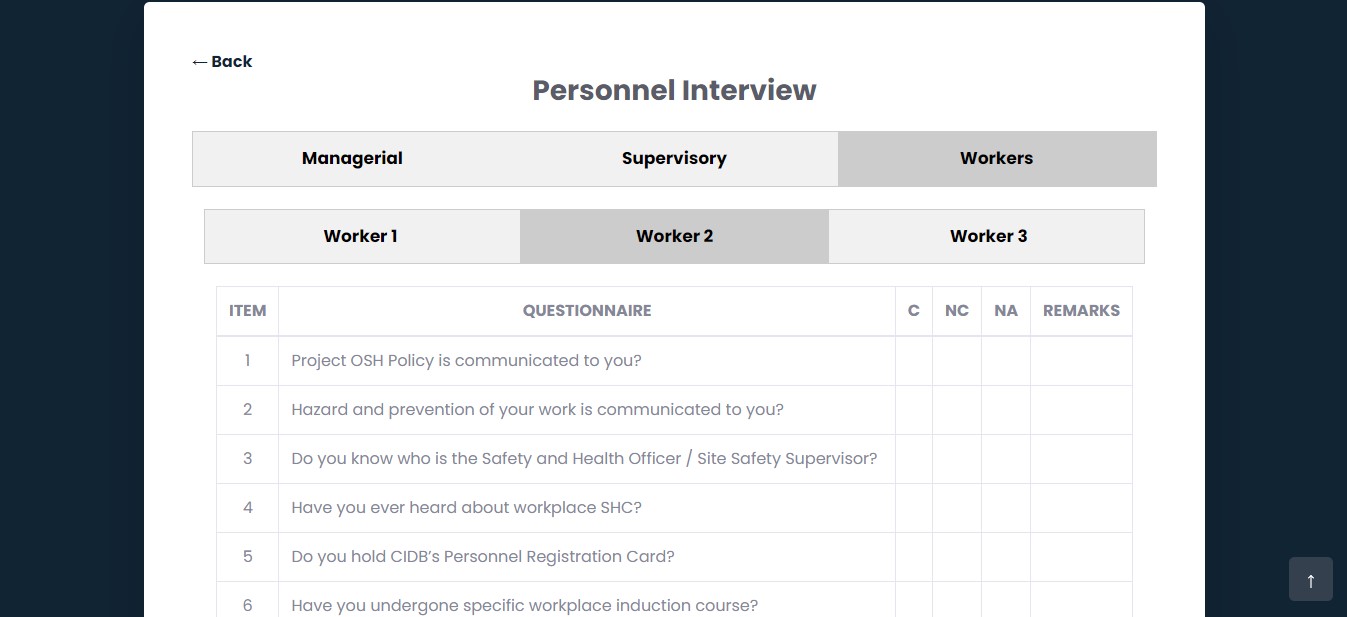 ← Back
Personnel Interview
Managerial Supervisory Workers
Worker 1 Worker 2 Worker 3
ITEM QUESTIONNAIRE C NC NA REMARKS
1 Project OSH Policy is communicated to you?
2 Hazard and prevention of your work is communicated to you?
3 Do you know who is the Safety and Health Officer / Site Safety Supervisor?
4 Have you ever heard about workplace SHC?
5 Do you hold CIDB’s Personnel Registration Card?
6 Have you undergone specific workplace induction course?
↑